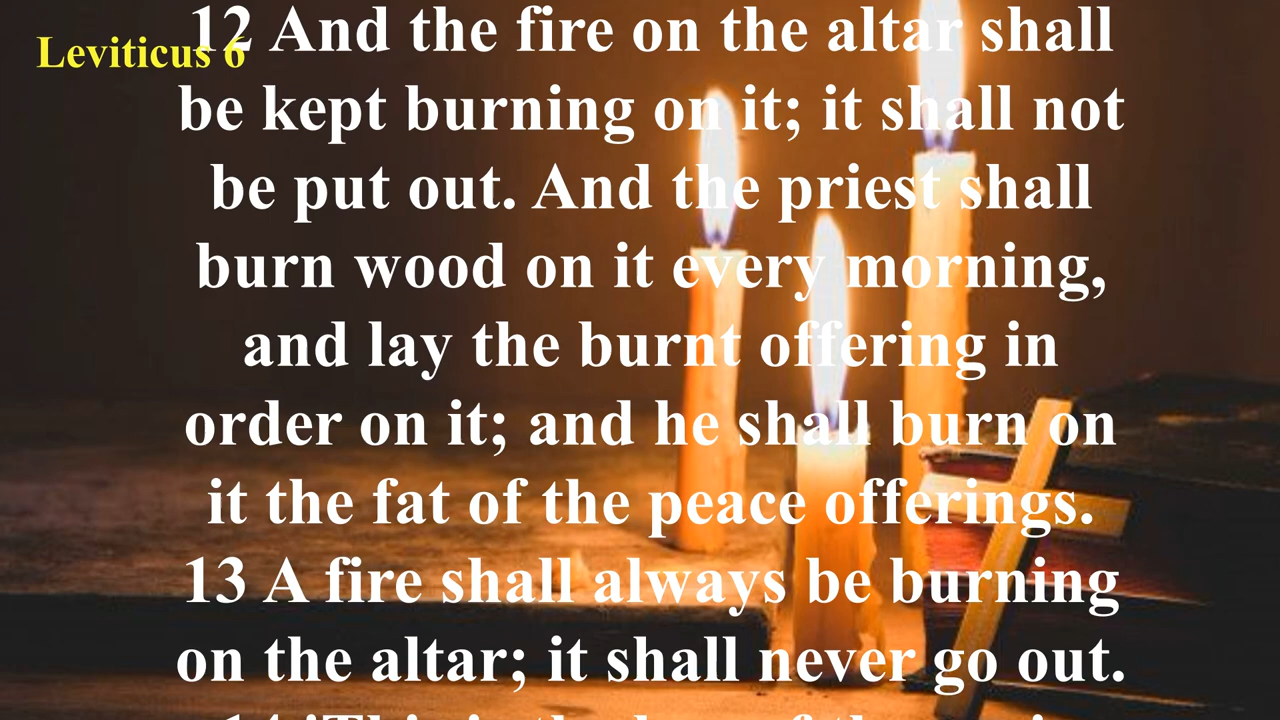 Leviticus 6
12 And the fire on the altar shall
be kept burning on it; it shall not
be put out. And the priest shall
burn wood on it every morning,
and lay the burnt offering in
order on it; and he shall burn on
it the fat of the peace offerings.
13 A fire shall always be burning
on the altar; it shall never go out.